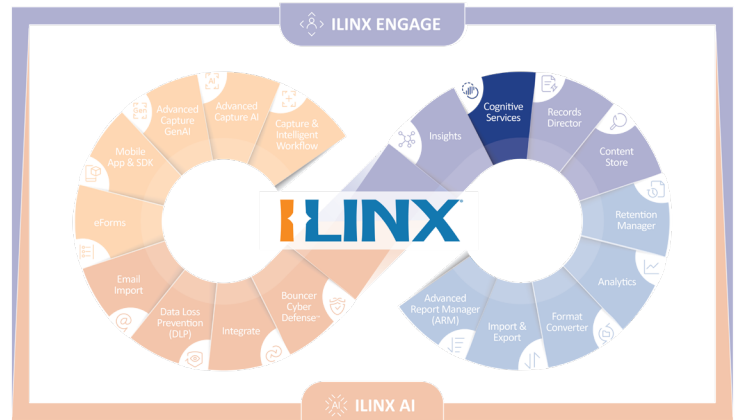 ILINX ENGAGE
Advanced
Capture
GenAI
Advanced
Capture AI
Capture &
Intelligent
Workflow
Mobile
App & SDK
eForms
Email
Import
Data Loss
Prevention
(DLP)
Integrate
Bouncer
Cyber
Defense™
ILINX
Insights
Cognitive
Services
Records
Director
Content
Store
Retention
Manager
Analytics
Format
Converter
Import &
Export
Advanced
Report Manager
(ARM)
AI ILINX AI